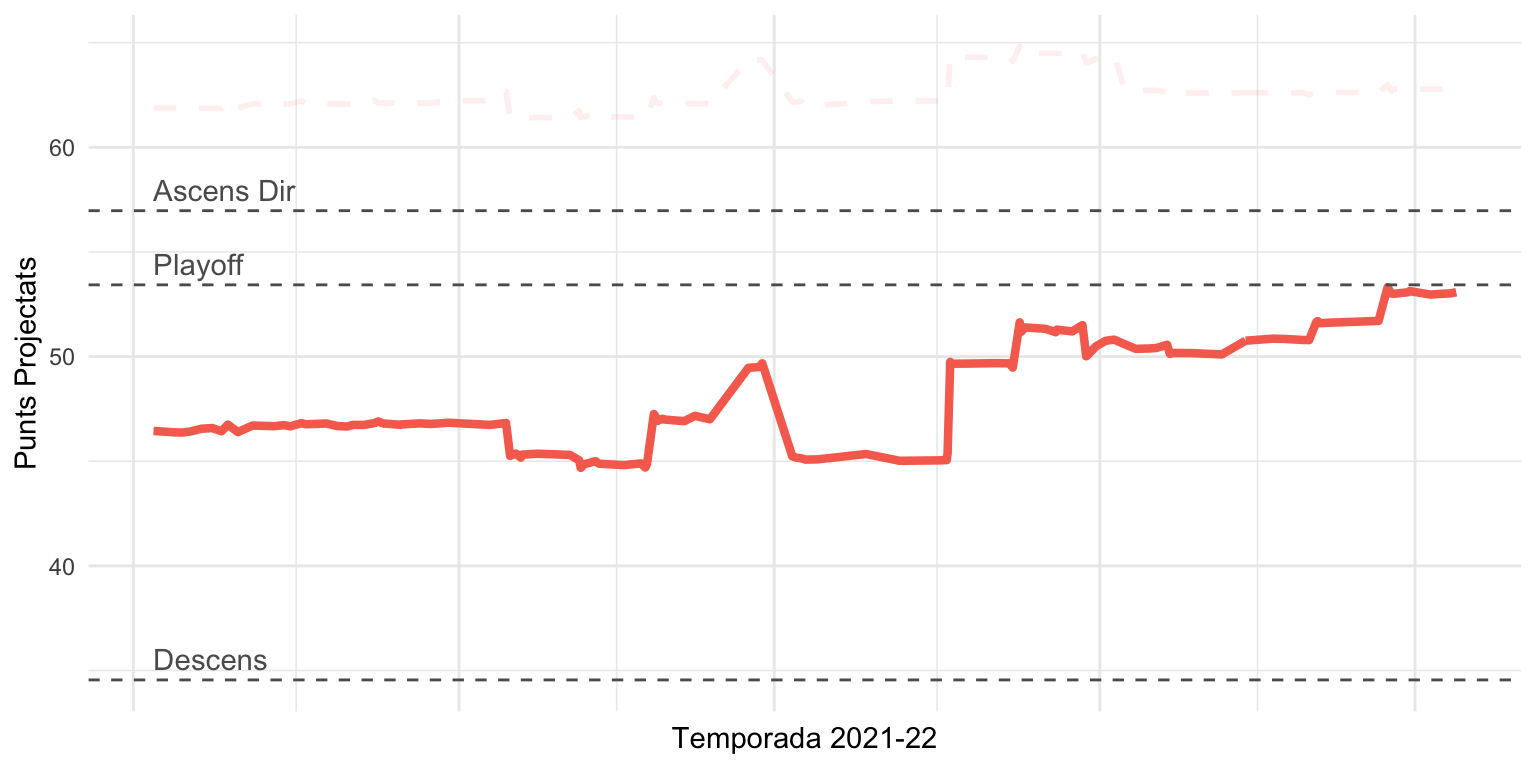 60
Ascens Dir
Playoff
50
40
Descens
Punts Projectats
Temporada 2021-22